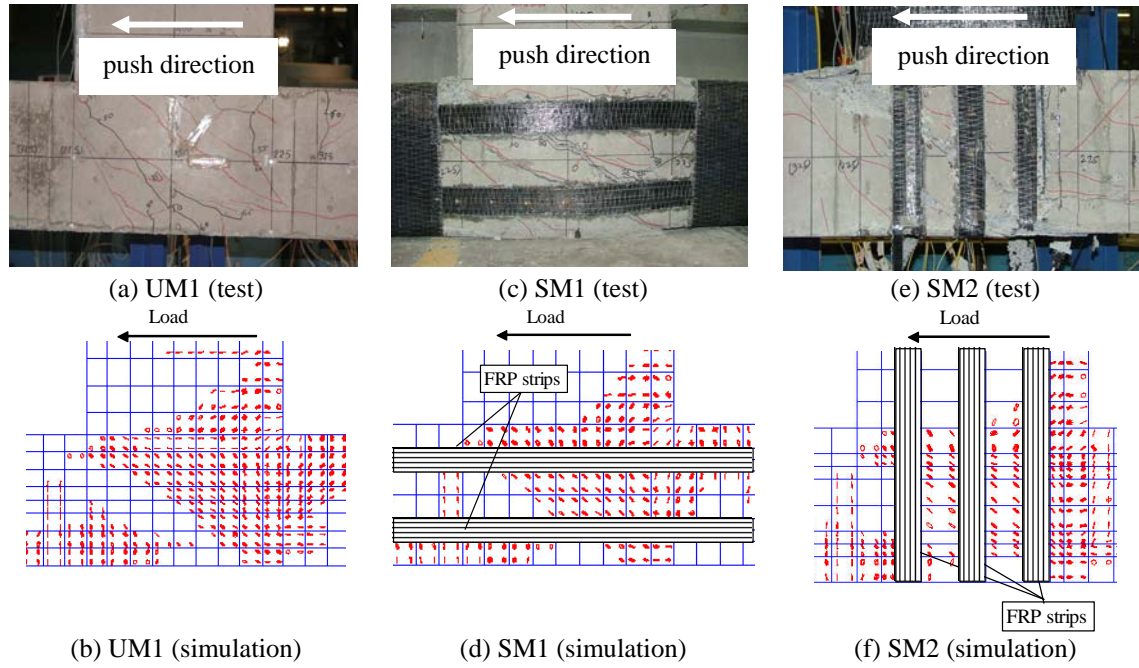 push direction
push direction
push direction
(a) UM1 (test)
(c) SM1 (test)
(e) SM2 (test)
Load
Load
Load
FRP strips
FRP strips
(b) UM1 (simulation)
(d) SM1 (simulation)
(f) SM2 (simulation)